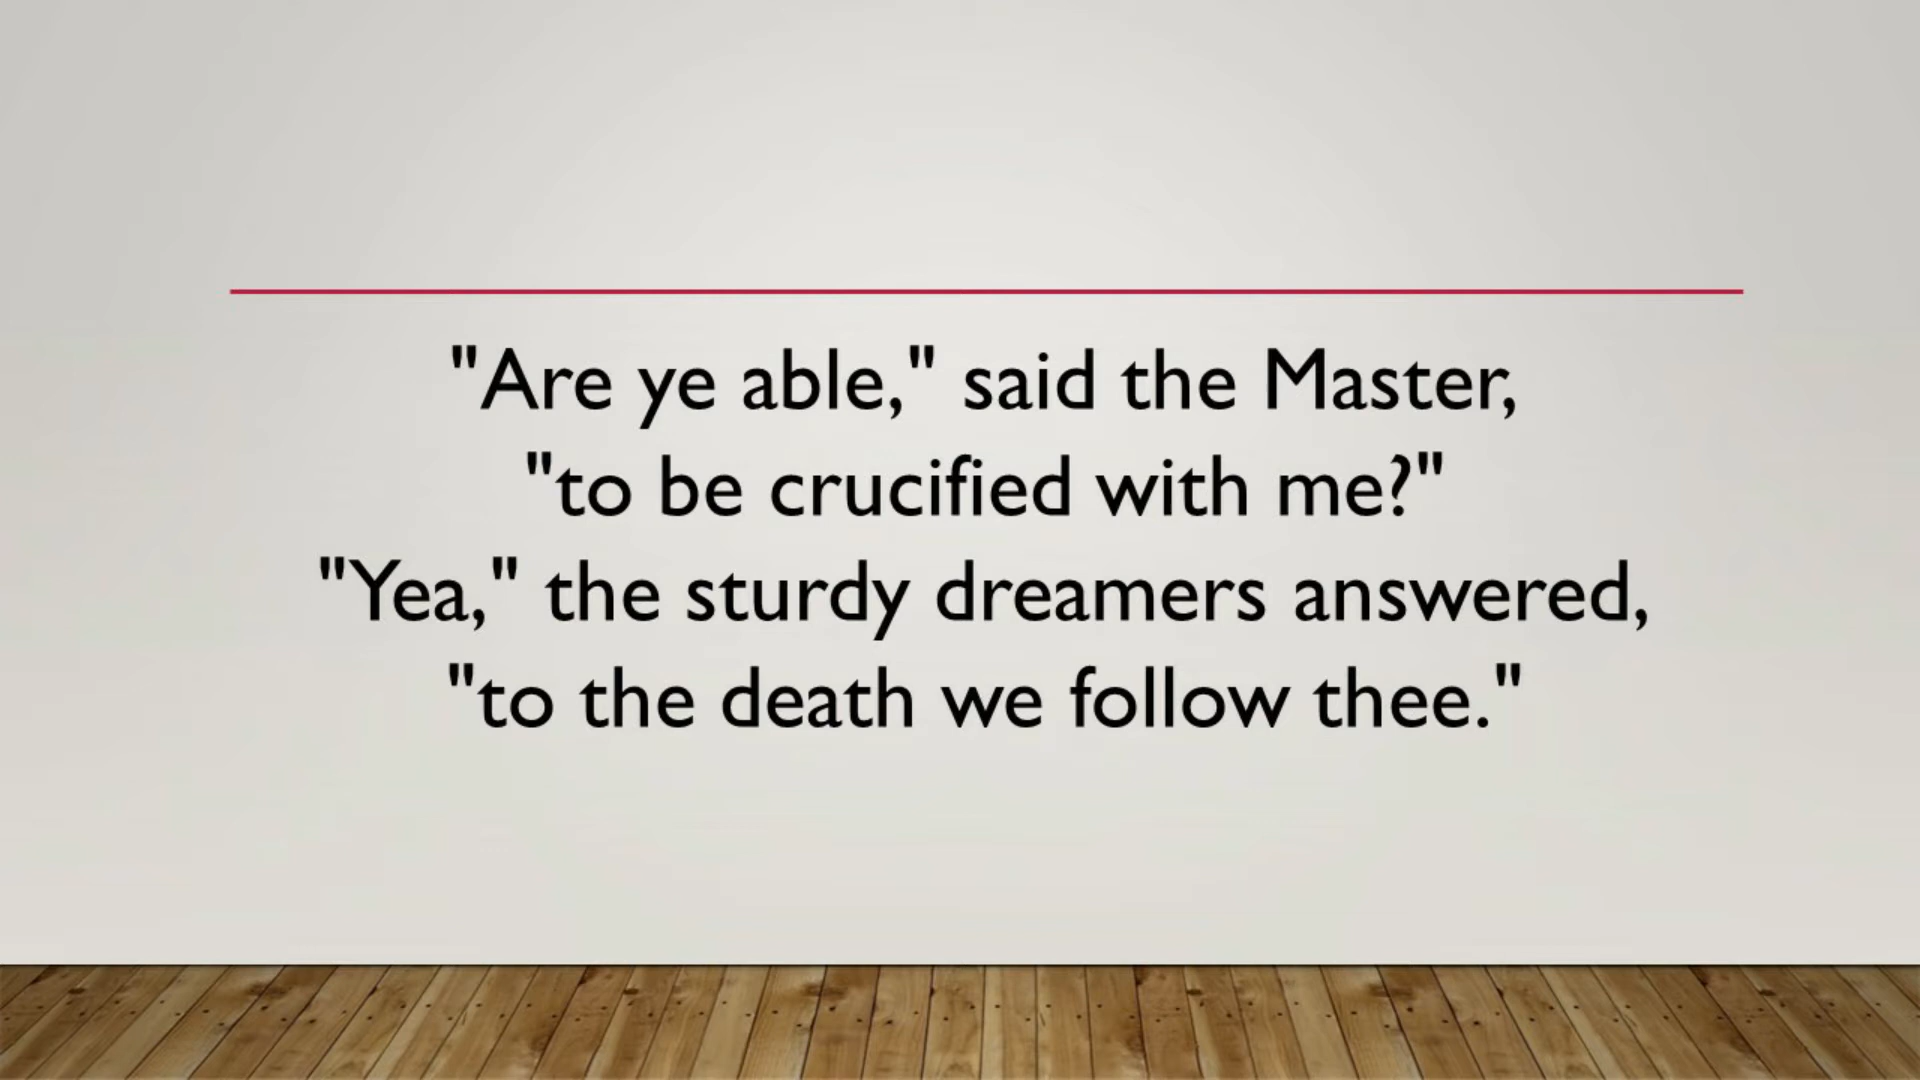 "Are ye able," said the Master,
"to be crucified with me?"
"Yea," the sturdy dreamers answered,
"to the death we follow thee."